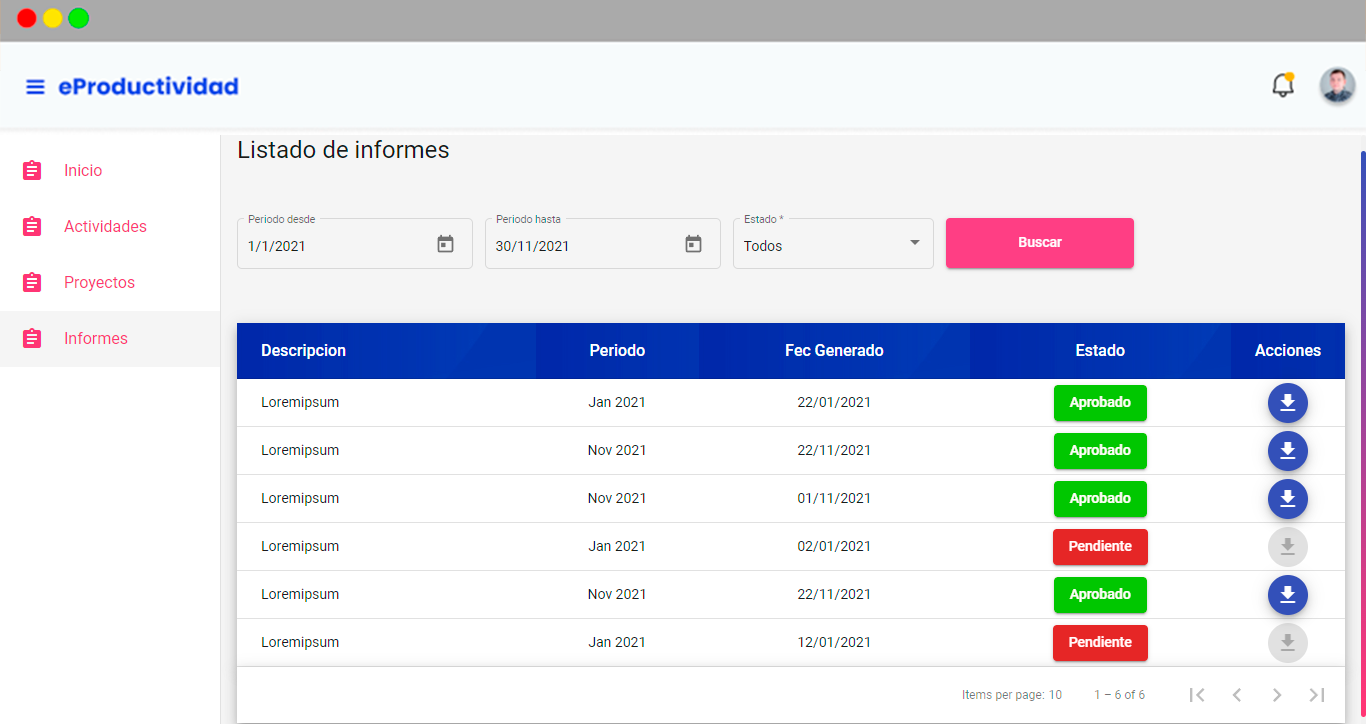 eProductividad
Inicio
Actividades
Proyectos
Informes
Listado de informes
Periodo desde
1/1/2021
Periodo hasta
30/11/2021
Estado *
Todos
Buscar
Descripcion Periodo Fec Generado Estado Acciones
Loremipsum Jan 2021 22/01/2021 Aprobado
Loremipsum Nov 2021 22/11/2021 Aprobado
Loremipsum Nov 2021 01/11/2021 Aprobado
Loremipsum Jan 2021 02/01/2021 Pendiente
Loremipsum Nov 2021 22/11/2021 Aprobado
Loremipsum Jan 2021 12/01/2021 Pendiente
Items per page: 10 1 – 6 of 6